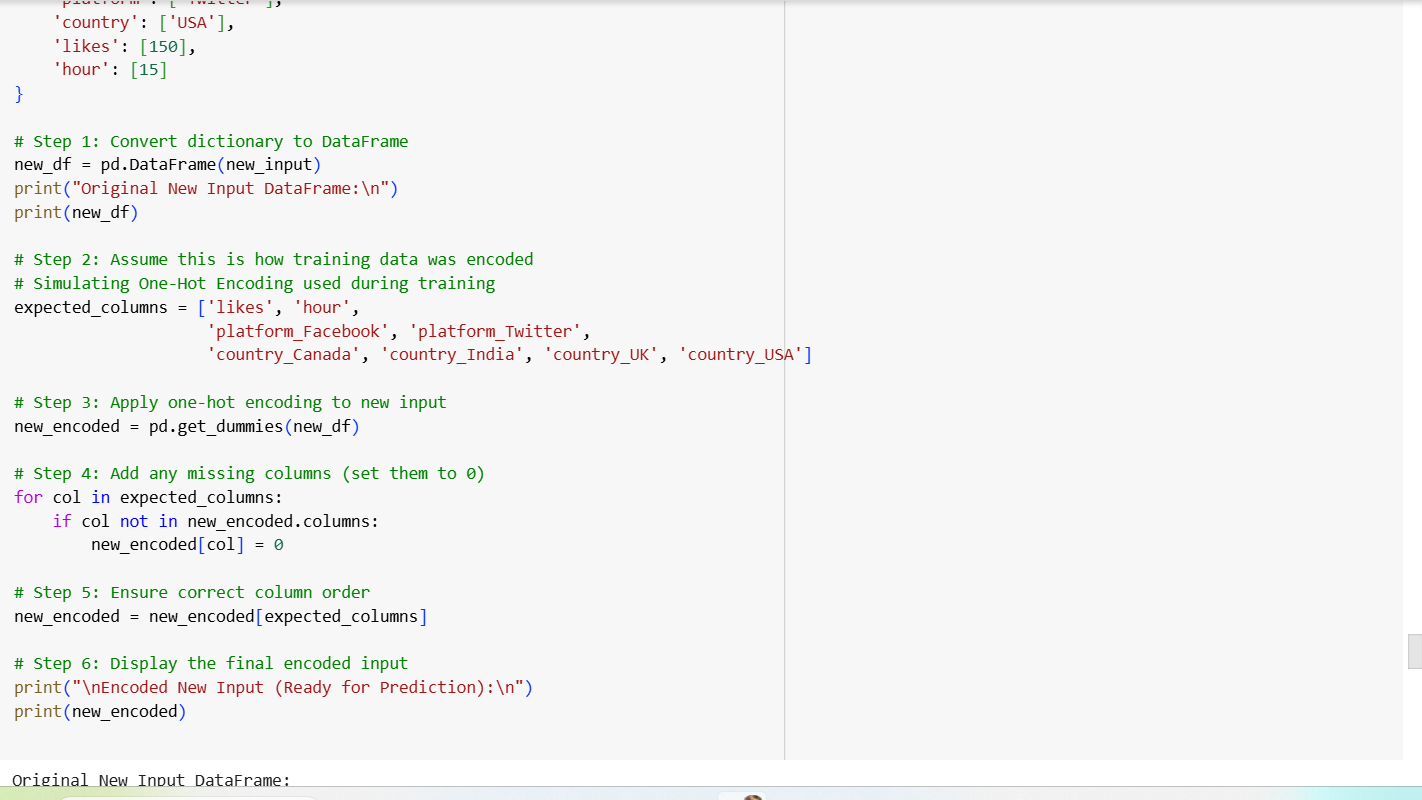 'platform': ['Twitter'],
    'country': ['USA'],
    'likes': [150],
    'hour': [15]
}

# Step 1: Convert dictionary to DataFrame
new_df = pd.DataFrame(new_input)
print("Original New Input DataFrame:\n")
print(new_df)

# Step 2: Assume this is how training data was encoded
# Simulating One-Hot Encoding used during training
expected_columns = ['likes', 'hour',
                    'platform_Facebook', 'platform_Twitter',
                    'country_Canada', 'country_India', 'country_UK', 'country_USA']

# Step 3: Apply one-hot encoding to new input
new_encoded = pd.get_dummies(new_df)

# Step 4: Add any missing columns (set them to 0)
for col in expected_columns:
    if col not in new_encoded.columns:
        new_encoded[col] = 0

# Step 5: Ensure correct column order
new_encoded = new_encoded[expected_columns]

# Step 6: Display the final encoded input
print("\nEncoded New Input (Ready for Prediction):\n")
print(new_encoded)

Original New Input DataFrame: